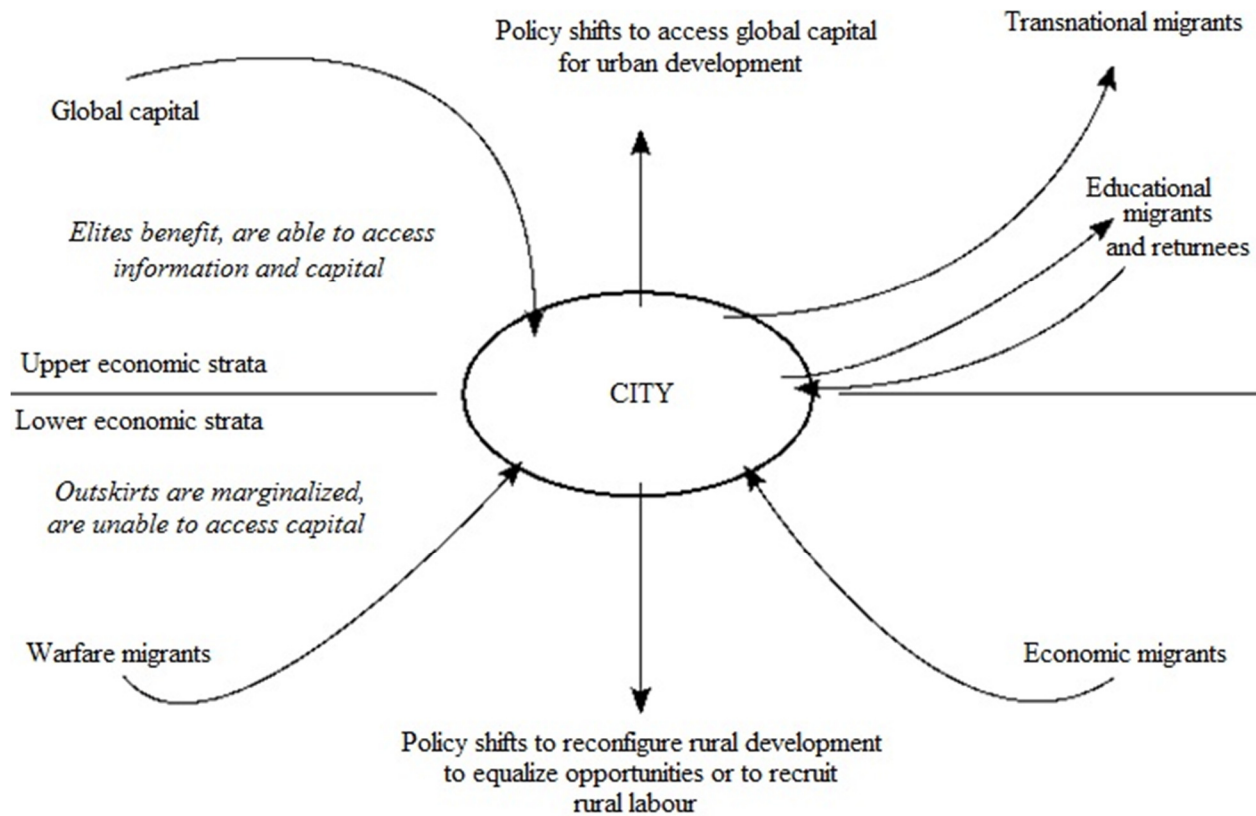 Policy shifts to access global capital
for urban development
Transnational migrants
Global capital
Educational
migrants
and returnees
Elites benefit, are able to access
information and capital
Upper economic strata
CITY
Lower economic strata
Outskirts are marginalized,
are unable to access capital
Warfare migrants
Economic migrants
Policy shifts to reconfigure rural development
to equalize opportunities or to recruit
rural labour